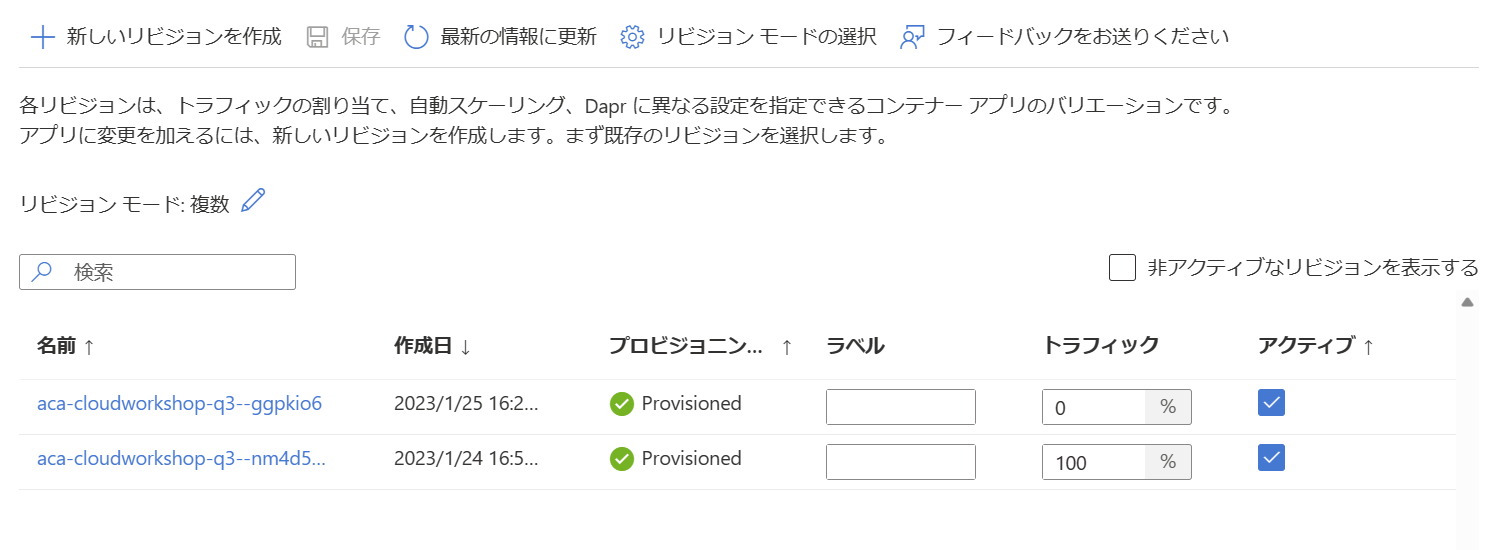 新しいリビジョンを作成 保存 最新の情報に更新 リビジョン モードの選択 フィードバックをお送りください
各リビジョンは、トラフィックの割り当て、自動スケーリング、Dapr に異なる設定を指定できるコンテナー アプリのバリエーションです。
アプリに変更を加えるには、新しいリビジョンを作成します。まず既存のリビジョンを選択します。
リビジョン モード: 複数
検索 非アクティブなリビジョンを表示する
名前 ↑ 作成日 ↓ プロビジョニン... ↑ ラベル トラフィック アクティブ ↑
aca-cloudworkshop-q3--ggpkio6 2023/1/25 16:2... Provisioned 0 %
aca-cloudworkshop-q3--nm4d5... 2023/1/24 16:5... Provisioned 100 %